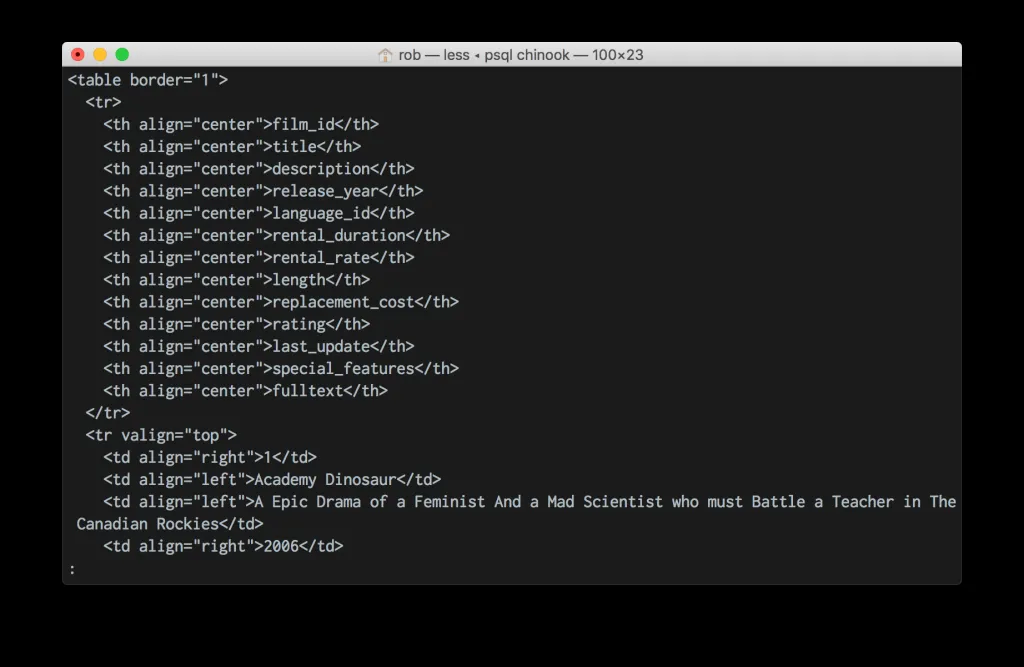 rob — less ◂ psql chinook — 100×23
<table border="1">
  <tr>
    <th align="center">film_id</th>
    <th align="center">title</th>
    <th align="center">description</th>
    <th align="center">release_year</th>
    <th align="center">language_id</th>
    <th align="center">rental_duration</th>
    <th align="center">rental_rate</th>
    <th align="center">length</th>
    <th align="center">replacement_cost</th>
    <th align="center">rating</th>
    <th align="center">last_update</th>
    <th align="center">special_features</th>
    <th align="center">fulltext</th>
  </tr>
  <tr valign="top">
    <td align="right">1</td>
    <td align="left">Academy Dinosaur</td>
    <td align="left">A Epic Drama of a Feminist And a Mad Scientist who must Battle a Teacher in The
 Canadian Rockies</td>
    <td align="right">2006</td>
: